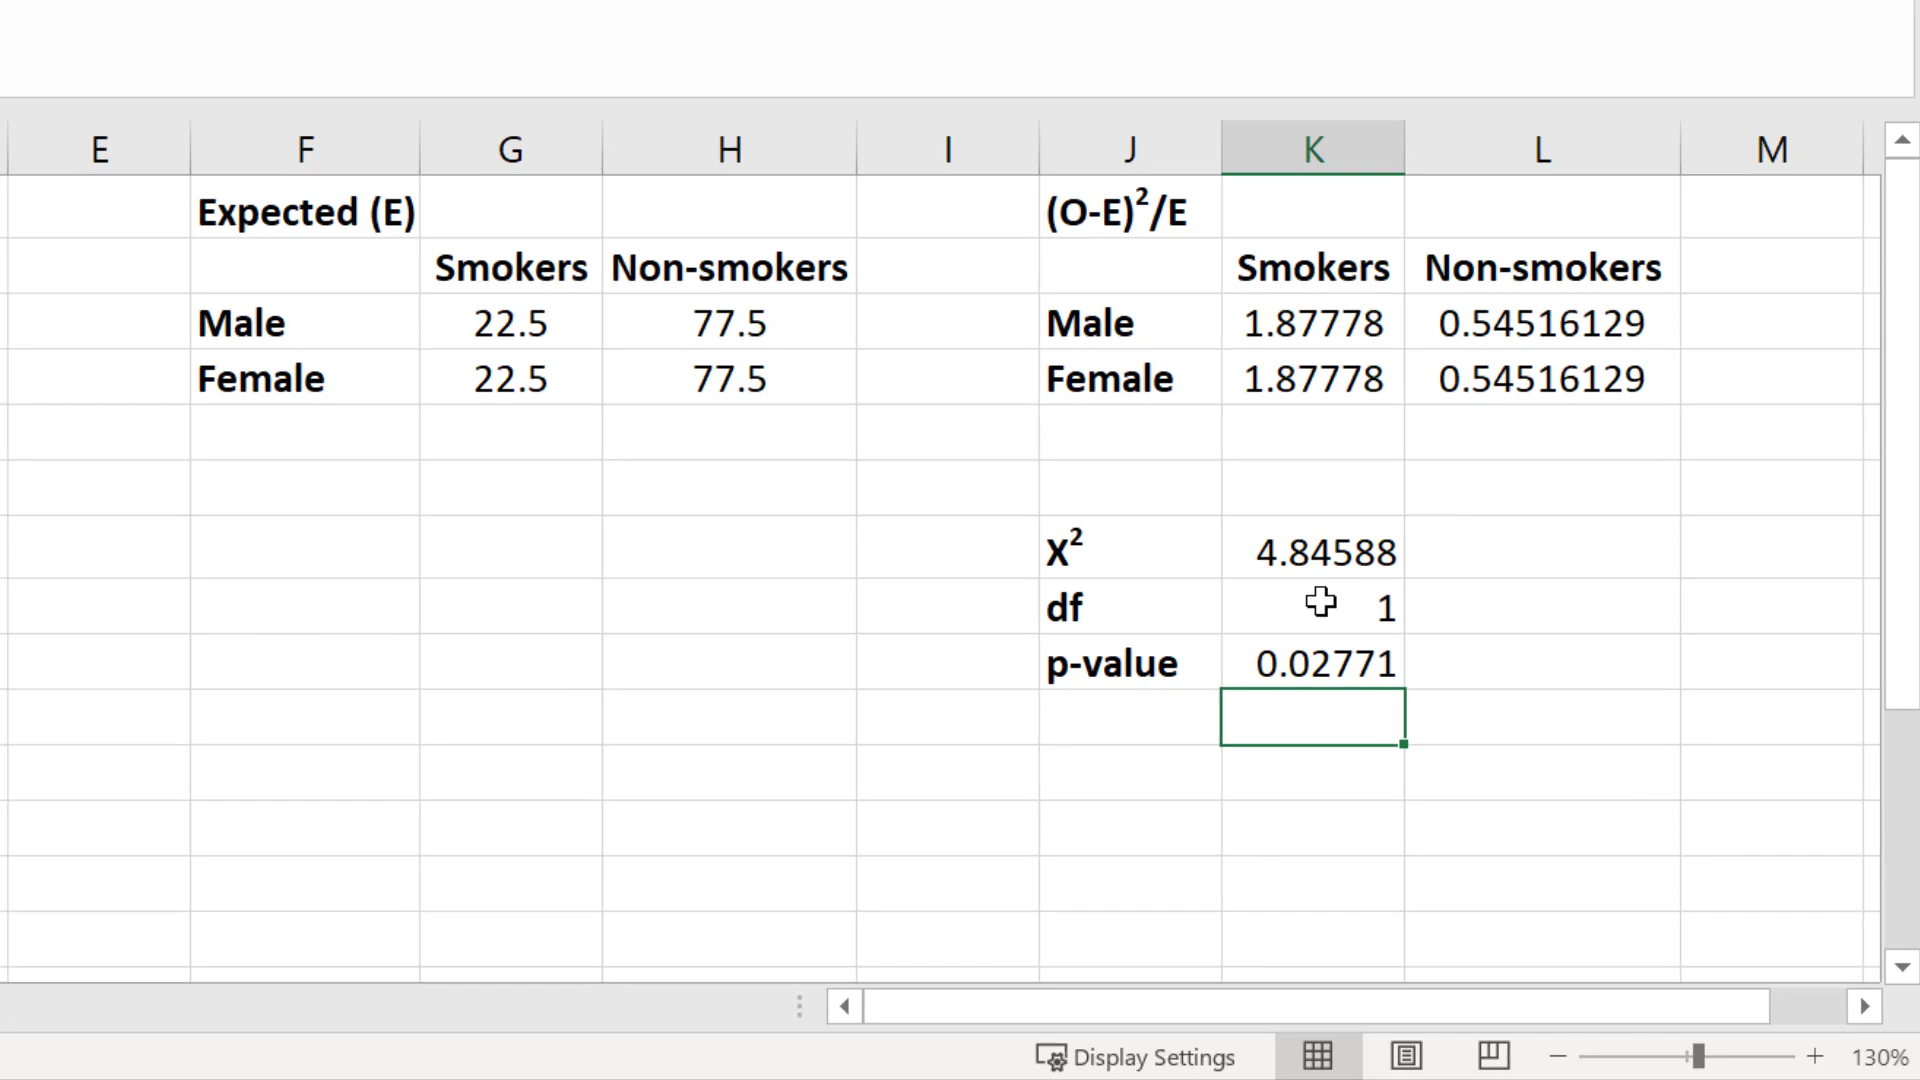 E F G H I J K L M
Expected (E) (O-E)²/E
Smokers Non-smokers Smokers Non-smokers
Male 22.5 77.5 Male 1.87778 0.54516129
Female 22.5 77.5 Female 1.87778 0.54516129
X² 4.84588
df 1
p-value 0.02771
Display Settings 130%